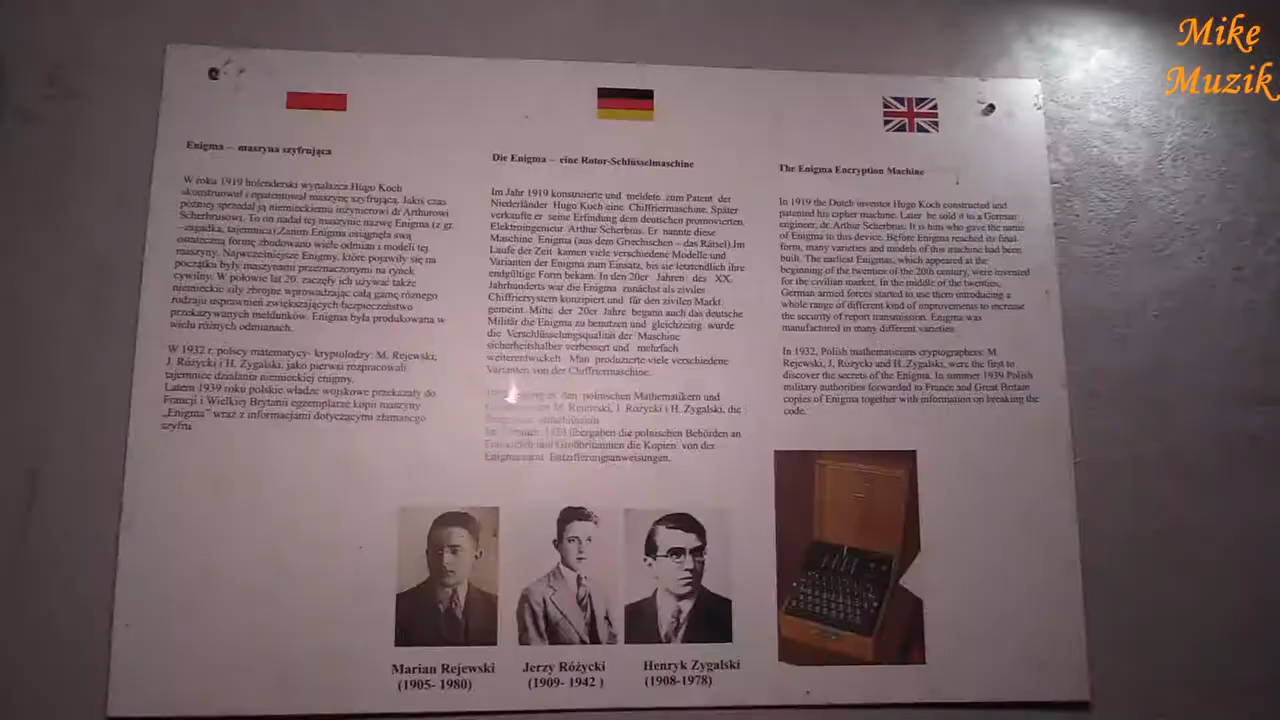 Mike
Muzik
Enigma – maszyna szyfrująca
W roku 1919 holenderski wynalazca Hugo Koch
skonstruował i opatentował maszynę szyfrującą. Jakiś czas
później sprzedał ją niemieckiemu inżynierowi dr Arthurowi
Scherbiusowi. To on nadał tej maszynie nazwę Enigma (z gr.
–zagadka, tajemnica).Zanim Enigma osiągnęła swą
ostateczną formę zbudowano wiele odmian i modeli tej
maszyny. Najwcześniejsze Enigmy, które pojawiły się na
początku były maszynami przeznaczonymi na rynek
cywilny. W połowie lat 20. zaczęły ich używać także
niemieckie siły zbrojne wprowadzając całą gamę różnego
rodzaju usprawnień zwiększających bezpieczeństwo
przekazywanych meldunków. Enigma była produkowana w
wielu różnych odmianach.
W 1932 r. polscy matematycy- kryptolodzy: M. Rejewski,
J. Różycki i H. Zygalski, jako pierwsi rozpracowali
tajemnice działania niemieckiej enigmy.
Latem 1939 roku polskie władze wojskowe przekazały do
Francji i Wielkiej Brytanii egzemplarze kopii maszyny
„Enigma” wraz z informacjami dotyczącymi złamanego
szyfru
Die Enigma – eine Rotor-Schlüsselmaschine
Im Jahr 1919 konstruierte und meldete zum Patent der
Niederländer Hugo Koch eine Chiffriermaschine. Später
verkaufte er seine Erfindung dem deutschen promovierten
Elektroingenieur Arthur Scherbius. Er nannte diese
Maschine Enigma (aus dem Griechischen – das Rätsel).Im
Laufe der Zeit kamen viele verschiedene Modelle und
Varianten der Enigma zum Einsatz, bis sie letztendlich ihre
endgültige Form bekam. In den 20er Jahren des XX.
Jahrhunderts war die Enigma zunächst als ziviles
Chiffriersystem konzipiert und für den zivilen Markt
gemeint. Mitte der 20er Jahre begann auch das deutsche
Militär die Enigma zu benutzen und gleichzeitig wurde
die Verschlüsselungsqualität der Maschine
sicherheitshalber verbessert und mehrfach
weiterentwickelt. Man produzierte viele verschiedene
Varianten von der Chiffriermaschine.
den polnischen Mathematikern und
M. Rejewski, J. Różycki i H. Zygalski, die
1939 übergaben die polnischen Behörden an
Frankreich und Großbritannien die Kopien von der
Enigma samt Entzifferungsanweisungen.
The Enigma Encryption Machine
In 1919 the Dutch inventor Hugo Koch constructed and
patented his cipher machine. Later he sold it to a German
engineer, dr. Arthur Scherbius. It is him who gave the name
of Enigma to this device. Before Enigma reached its final
form, many varieties and models of this machine had been
built. The earliest Enigmas, which appeared at the
beginning of the twenties of the 20th century, were invented
for the civilian market. In the middle of the twenties,
German armed forces started to use them introducing a
whole range of different kind of improvements to increase
the security of report transmission. Enigma was
manufactured in many different varieties.
In 1932, Polish mathematicians cryptographers: M.
Rejewski, J. Różycki and H. Zygalski, were the first to
discover the secrets of the Enigma. In summer 1939 Polish
military authorities forwarded to France and Great Britain
copies of Enigma together with information on breaking the
code.
Marian Rejewski
(1905- 1980)
Jerzy Różycki
(1909- 1942 )
Henryk Zygalski
(1908-1978)